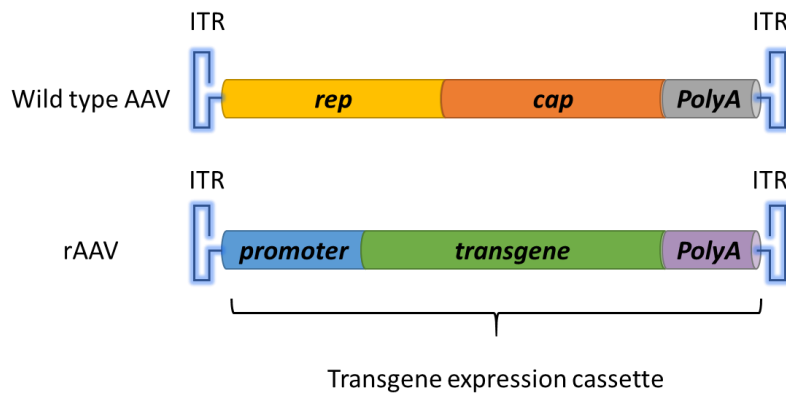 ITR ITR
Wild type AAV rep cap PolyA
ITR ITR
rAAV promoter transgene PolyA
Transgene expression cassette